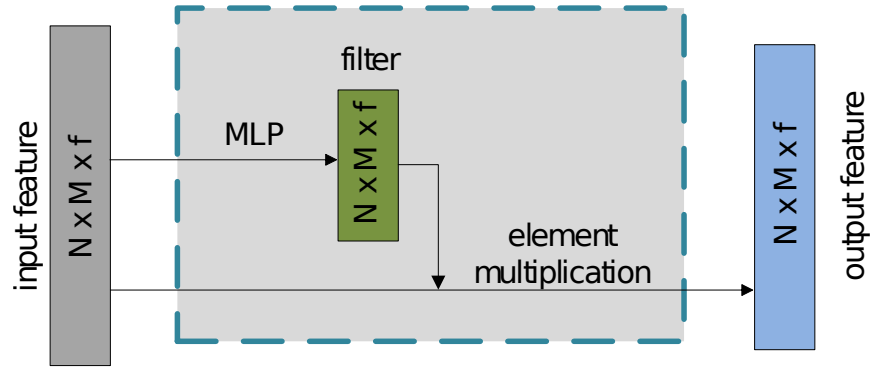 input feature
N x M x f
MLP
filter
N x M x f
element
multiplication
N x M x f
output feature